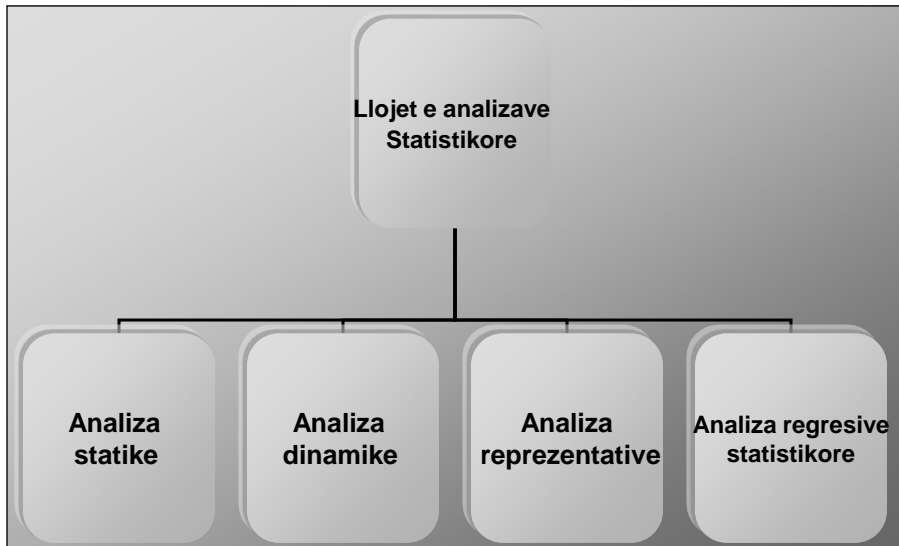 Llojet e analizave
Statistikore
Analiza
statike
Analiza
dinamike
Analiza
reprezentative
Analiza regresive
statistikore